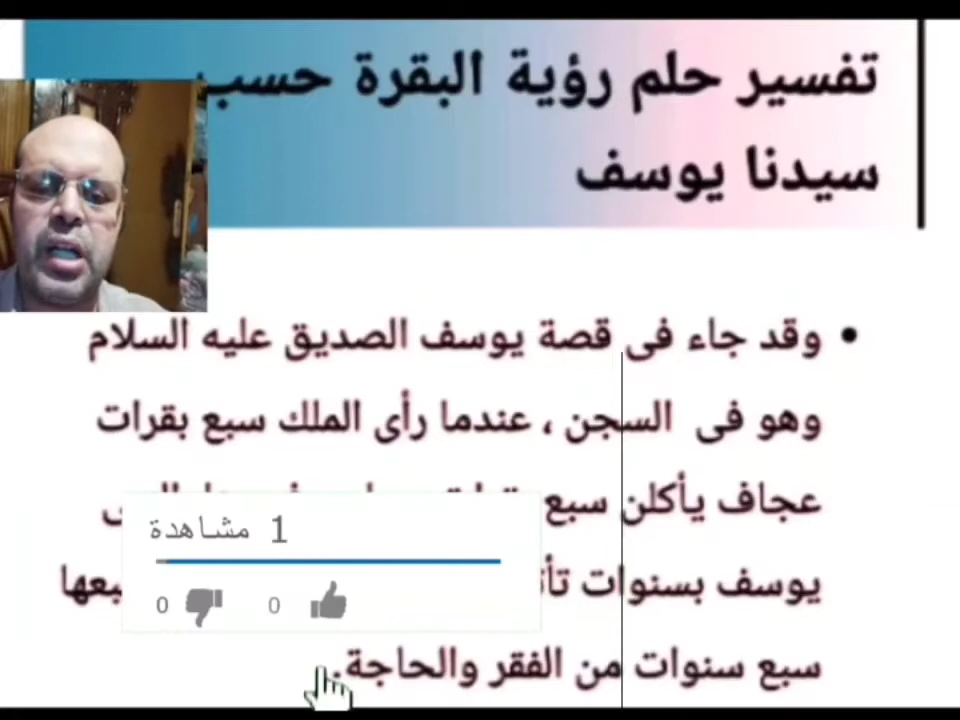 تفسير حلم رؤية البقرة حسب
سيدنا يوسف
• وقد جاء فى قصة يوسف الصديق عليه السلام
وهو فى السجن ، عندما رأى الملك سبع بقرات
عجاف يأكلن سبع
يوسف بسنوات
سبع سنوات من الفقر والحاجة.
1 مشاهدة
0 0